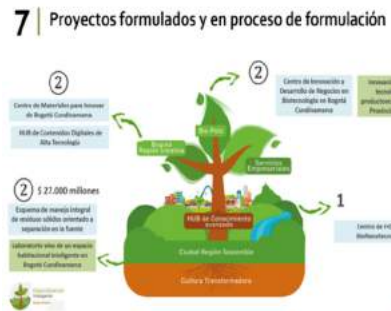 7 Proyectos formulados y en proceso de formulación
2
Centro de Materiales para Innovar
de Bogotá Cundinamarca
HUB de Contenidos Digitales de
Alta Tecnología
2
Centro de Innovación y
Desarrollo de Negocios en
Biotecnología en Bogotá
Cundinamarca
Bio Polo
Bogotá
Región Creativa
Servicios
Empresariales
2 $ 27.000 millones
Esquema de manejo integral
de residuos sólidos orientado a
separación en la fuente
Laboratorio vivo de un espacio
habitacional inteligente en
Bogotá Cundinamarca
HUB de Conocimiento
avanzado
1
Ciudad Región Sostenible
Cultura Transformadora